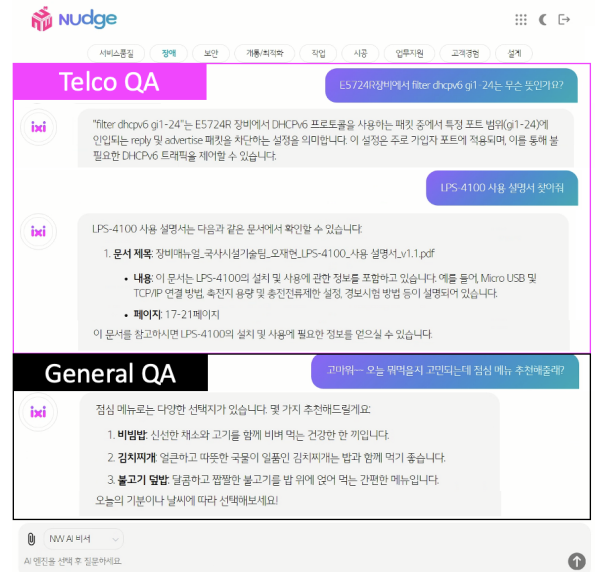 Nudge
서비스품질 장애 보안 개통/최적화 작업 시공 업무지원 고객경험 설계
Telco QA
E5724R장비에서 filter dhcpv6 gi1-24는 무슨 뜻인가요?
ixi
"filter dhcpv6 gi1-24"는 E5724R 장비에서 DHCPv6 프로토콜을 사용하는 패킷 중에서 특정 포트 범위(gi1-24)에
인입되는 reply 및 advertise 패킷을 차단하는 설정을 의미합니다. 이 설정은 주로 가입자 포트에 적용되며, 이를 통해 불
필요한 DHCPv6 트래픽을 제어할 수 있습니다.
LPS-4100 사용 설명서 찾아줘
ixi
LPS-4100 사용 설명서는 다음과 같은 문서에서 확인할 수 있습니다:
1. 문서 제목: 장비매뉴얼_국사시설기술팀_오재현_LPS-4100_사용 설명서_v1.1.pdf
• 내용: 이 문서는 LPS-4100의 설치 및 사용에 관한 정보를 포함하고 있습니다. 예를 들어, Micro USB 및
TCP/IP 연결 방법, 축전지 용량 및 충전전류제한 설정, 경보시험 방법 등이 설명되어 있습니다.
• 페이지: 17-21페이지
이 문서를 참고하시면 LPS-4100의 설치 및 사용에 필요한 정보를 얻으실 수 있습니다.
General QA
고마워~ 오늘 뭐먹을지 고민되는데 점심 메뉴 추천해줄래?
ixi
점심 메뉴로는 다양한 선택지가 있습니다. 몇 가지 추천해드릴게요:
1. 비빔밥: 신선한 채소와 고기를 함께 비벼 먹는 건강한 한 끼입니다.
2. 김치찌개: 얼큰하고 따뜻한 국물이 일품인 김치찌개는 밥과 함께 먹기 좋습니다.
3. 불고기 덮밥: 달콤하고 짭짤한 불고기를 밥 위에 얹어 먹는 간편한 메뉴입니다.
오늘의 기분이나 날씨에 따라 선택해보세요!
NW AI 비서
AI 엔진을 선택 후 질문하세요.